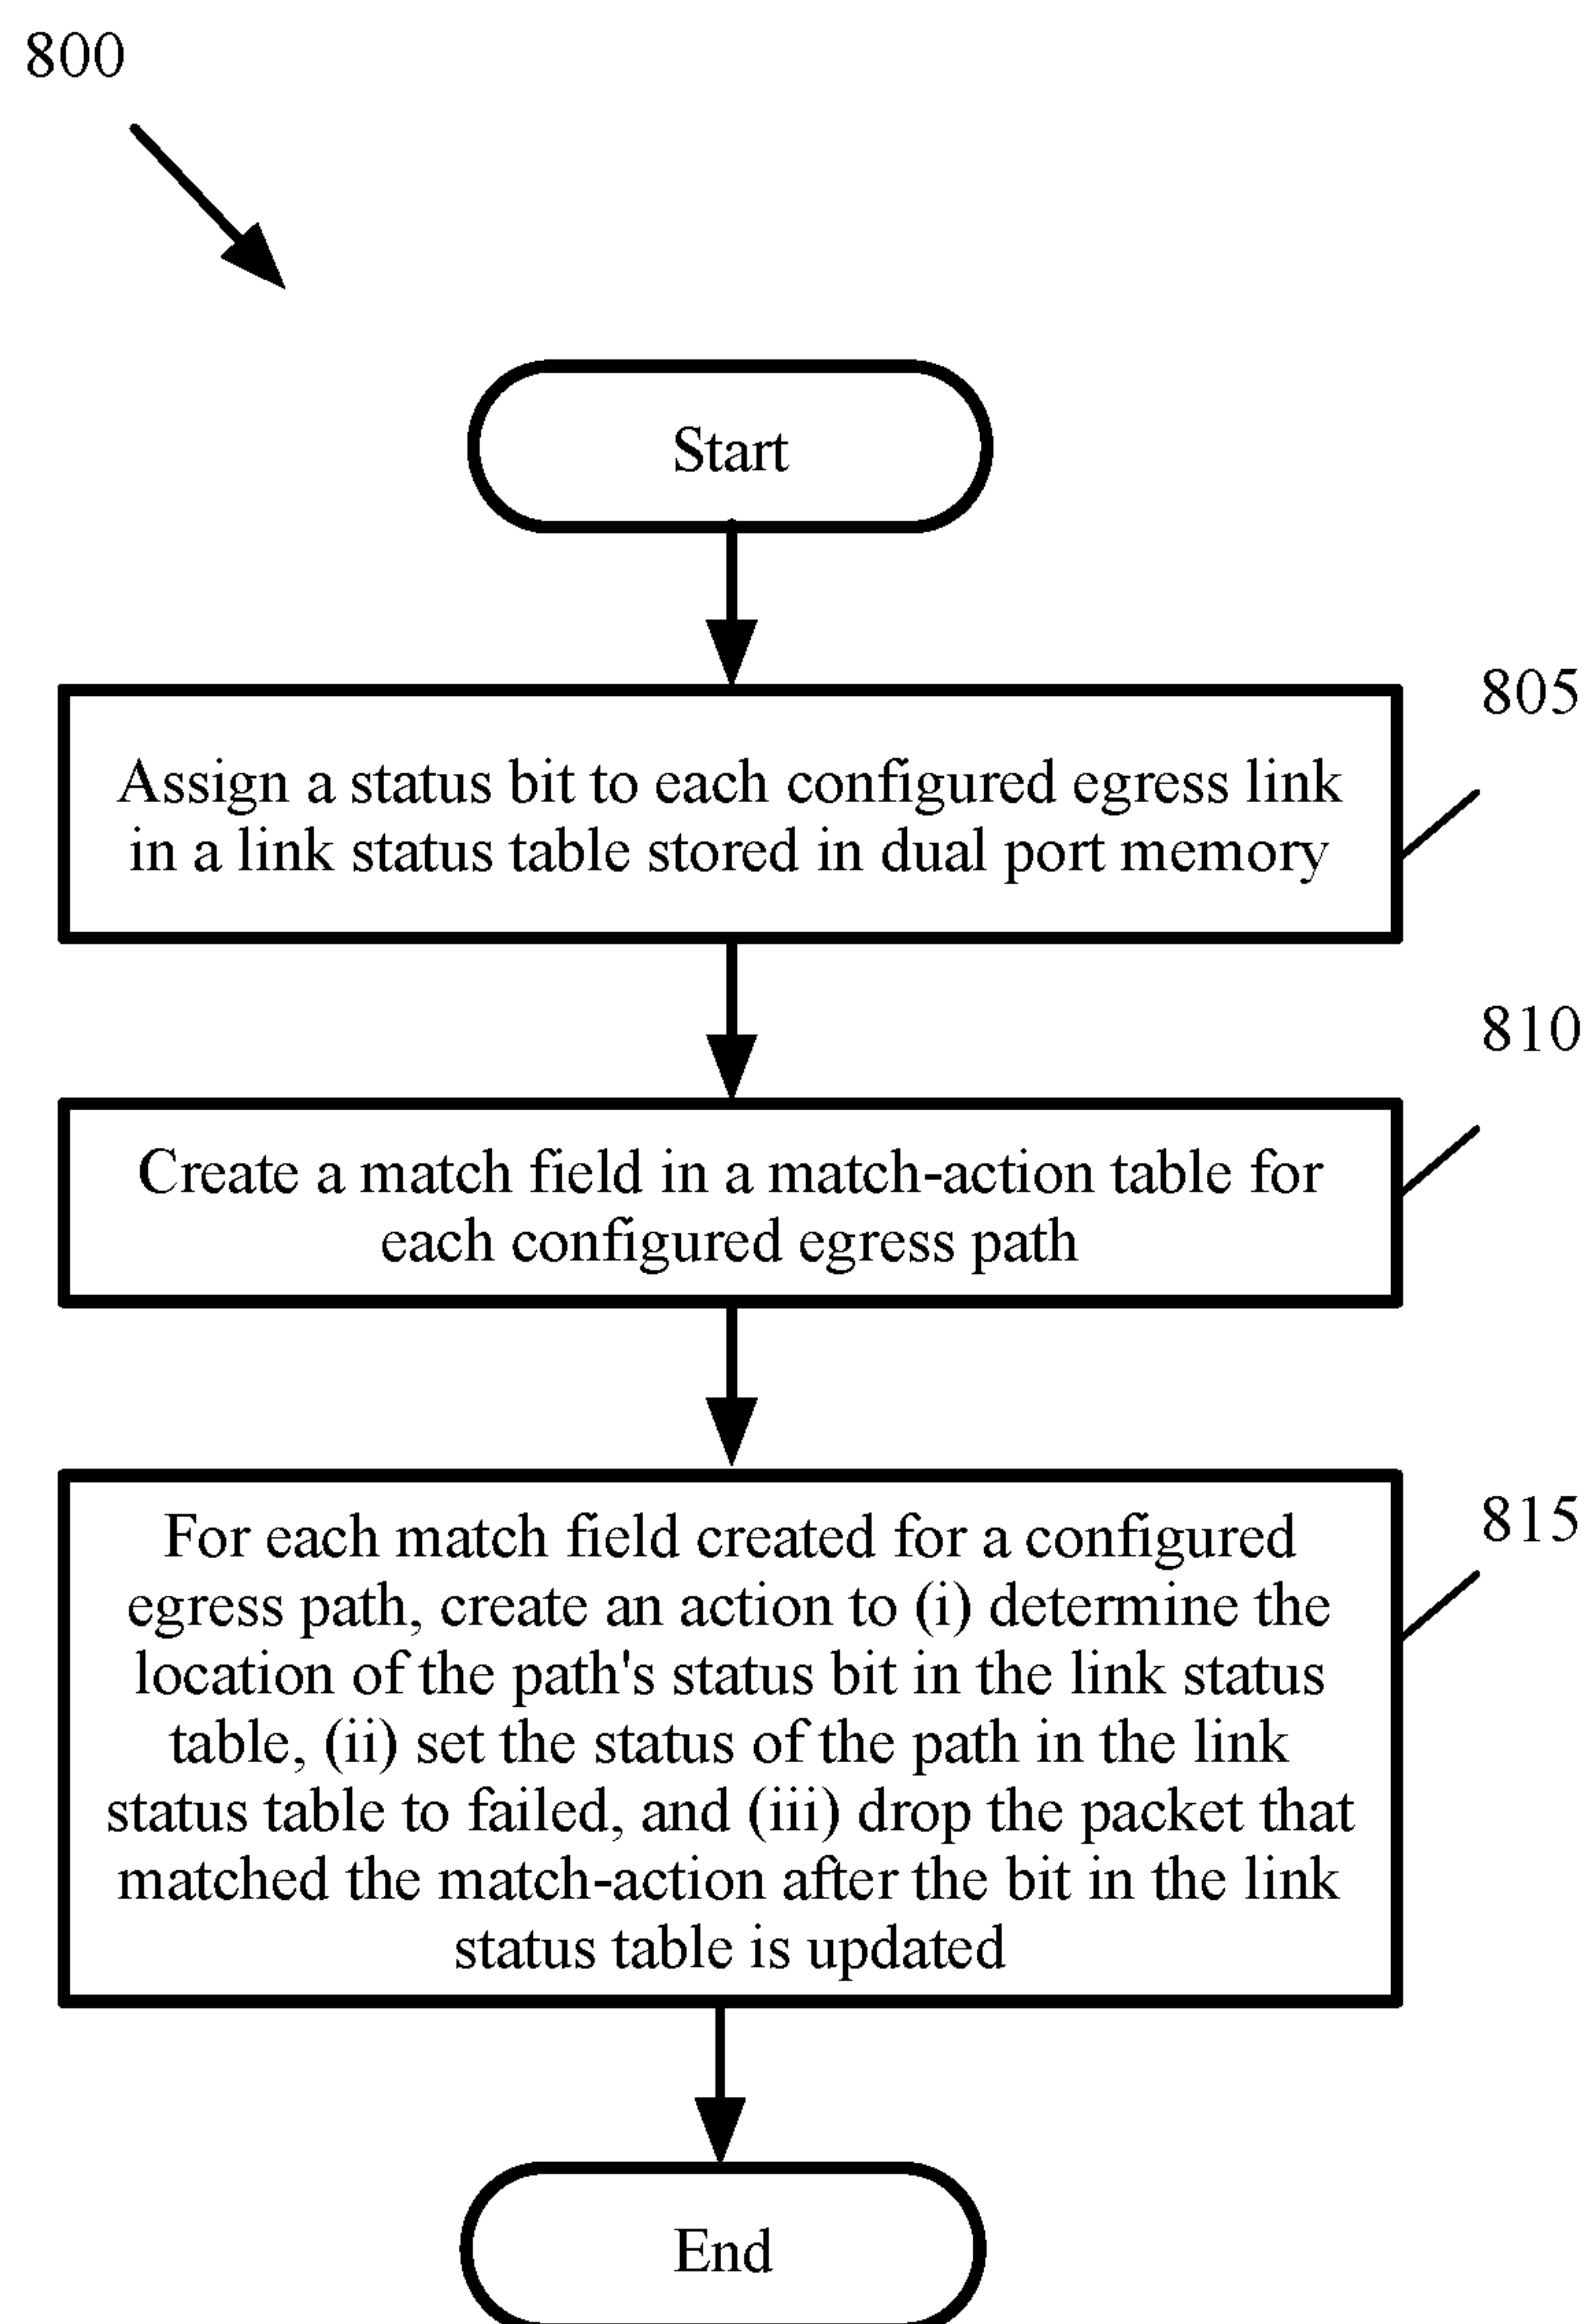 800
Start
805
Assign a status bit to each configured egress link
in a link status table stored in dual port memory
810
Create a match field in a match-action table for
each configured egress path
815
For each match field created for a configured
egress path, create an action to (i) determine the
location of the path's status bit in the link status
table, (ii) set the status of the path in the link
status table to failed, and (iii) drop the packet that
matched the match-action after the bit in the link
status table is updated
End